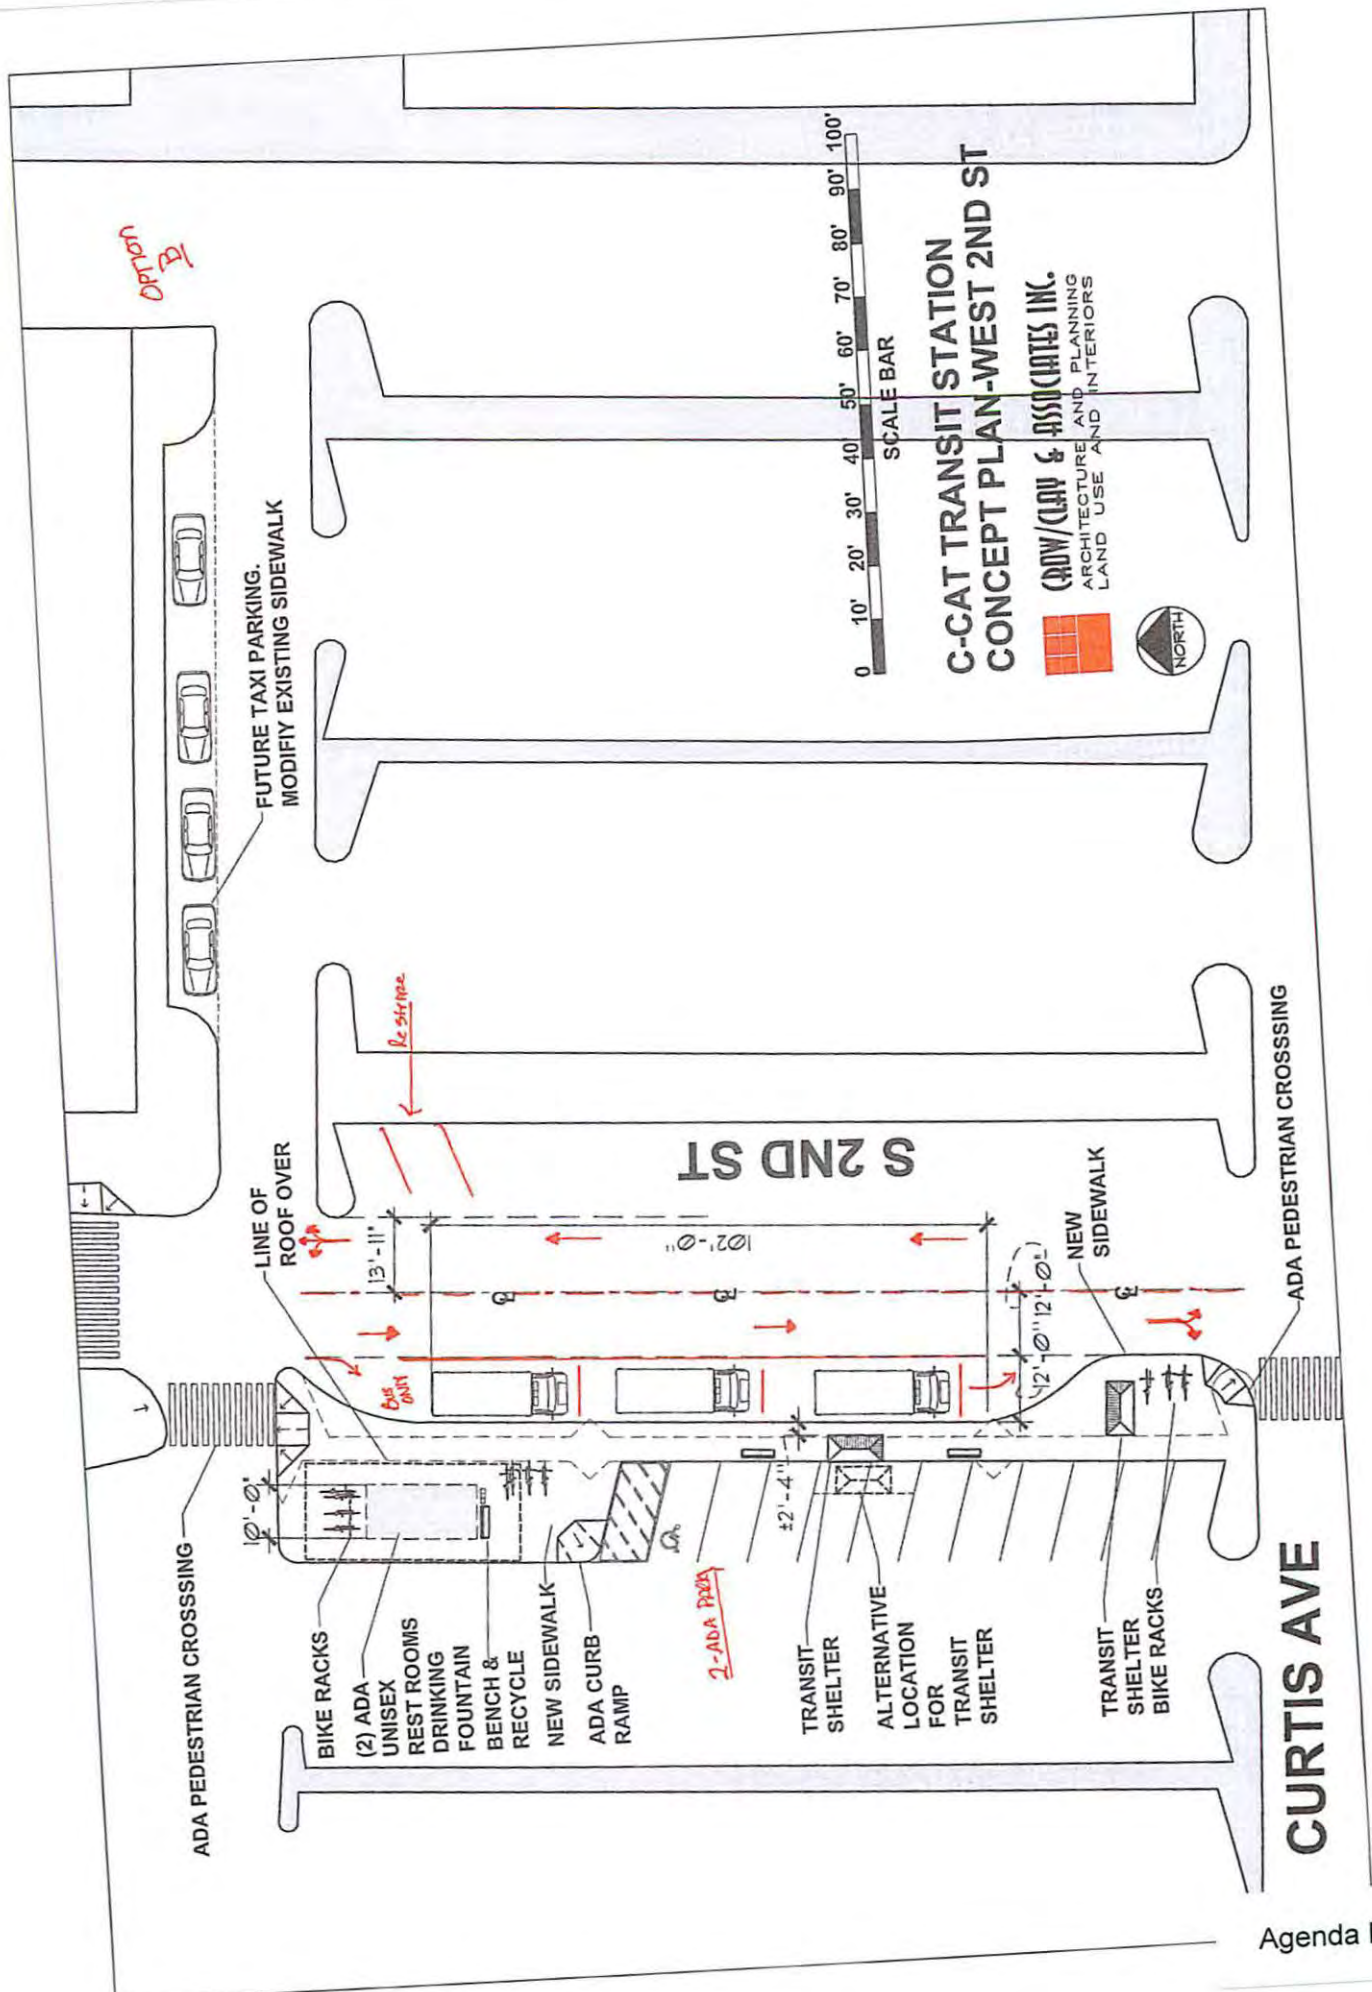 OPTION
B
FUTURE TAXI PARKING.
MODIFIY EXISTING SIDEWALK
ADA PEDESTRIAN CROSSSING
LINE OF
ROOF OVER
Restripe
10'-0"
13'-11"
BIKE RACKS
(2) ADA
UNISEX
REST ROOMS
DRINKING
FOUNTAIN
BENCH &
RECYCLE
NEW SIDEWALK
ADA CURB
RAMP
BUS
ONLY
102'-0"
S 2ND ST
2-ADA PARK
±2'-4"
TRANSIT
SHELTER
ALTERNATIVE
LOCATION
FOR
TRANSIT
SHELTER
12'-0"
12'-0"
NEW
SIDEWALK
TRANSIT
SHELTER
BIKE RACKS
ADA PEDESTRIAN CROSSSING
CURTIS AVE
0 10' 20' 30' 40' 50' 60' 70' 80' 90' 100'
SCALE BAR
C-CAT TRANSIT STATION
CONCEPT PLAN-WEST 2ND ST
CROW/CLAY & ASSOCIATES INC.
ARCHITECTURE AND PLANNING
LAND USE AND INTERIORS
NORTH
Agenda